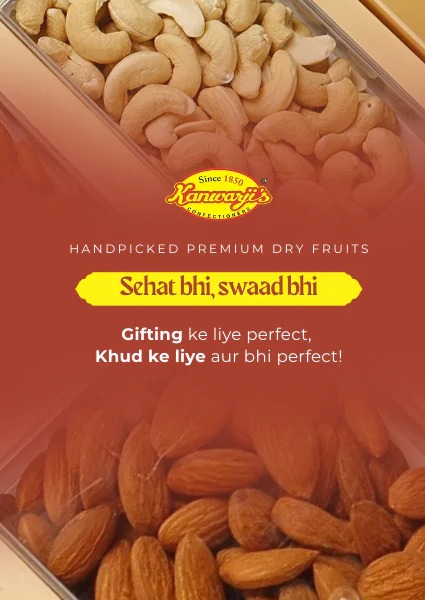 Since 1850
Kanwarji's
CONFECTIONERS
HANDPICKED PREMIUM DRY FRUITS
Sehat bhi, swaad bhi
Gifting ke liye perfect,
Khud ke liye aur bhi perfect!